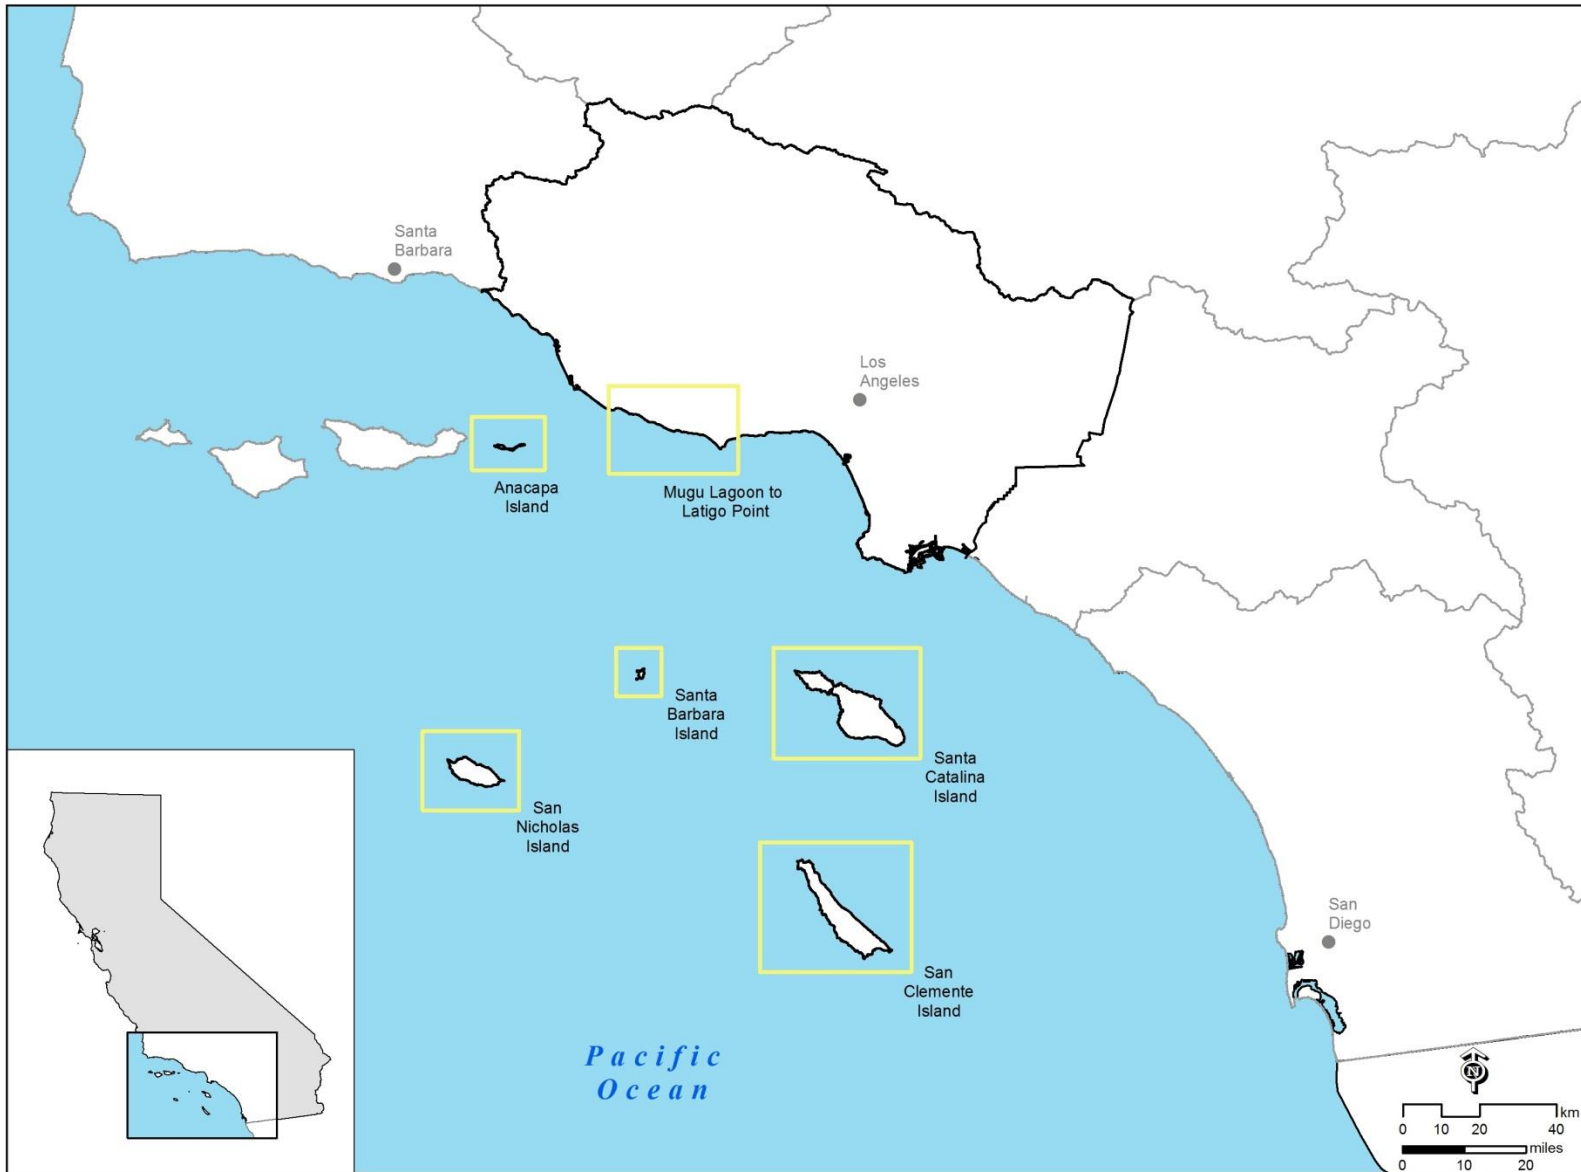 Santa
Barbara
Los
Angeles
Anacapa
Island
Mugu Lagoon to
Latigo Point
Santa
Barbara
Island
Santa
Catalina
Island
San
Nicholas
Island
San
Clemente
Island
San
Diego
Pacific
Ocean
N
km
0 10 20 40
miles
0 10 20